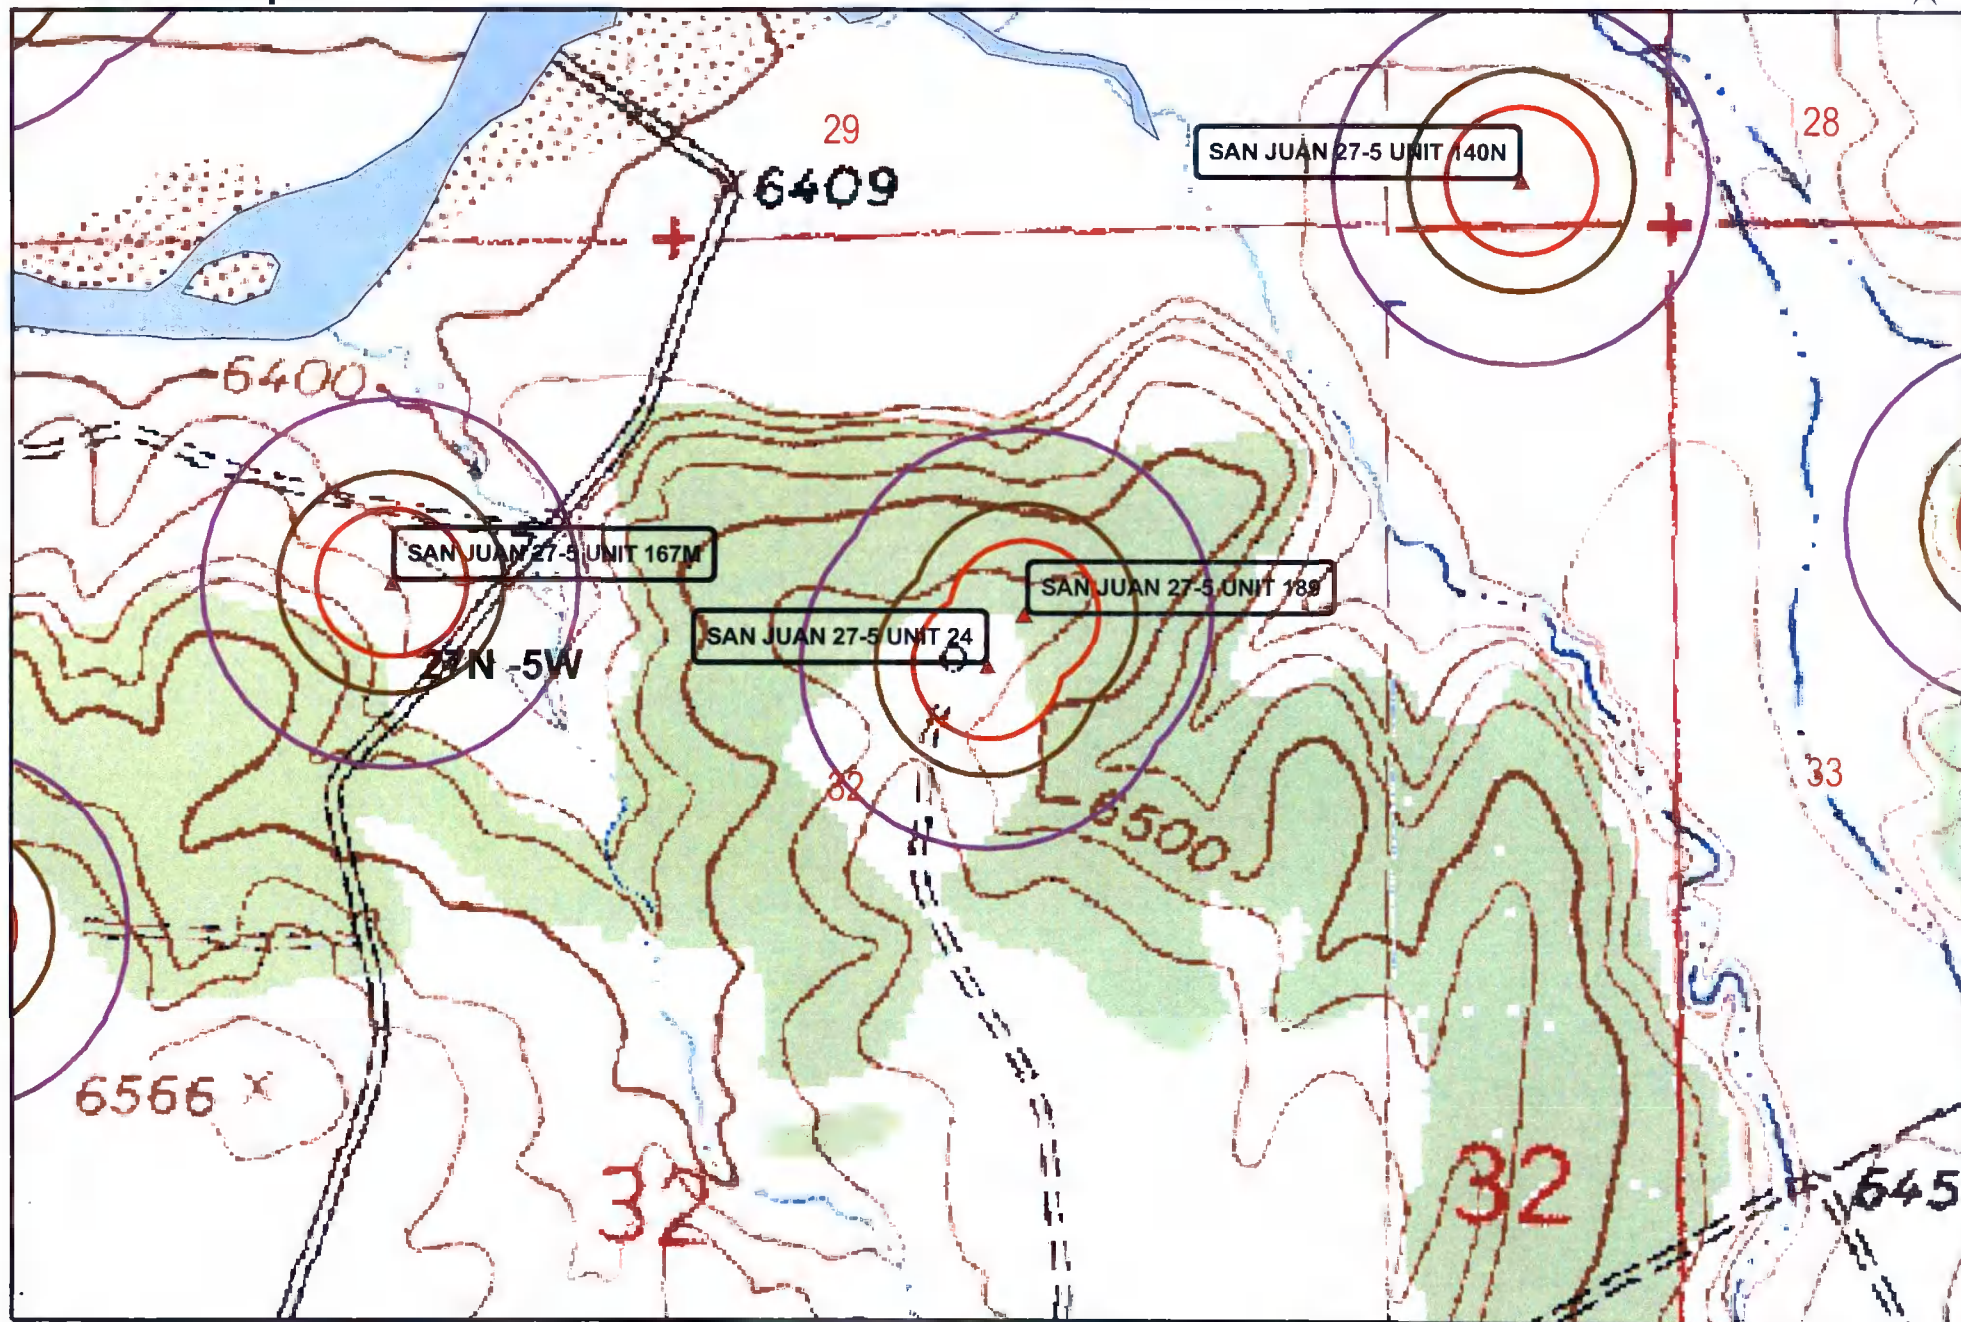 29
28
SAN JUAN 27-5 UNIT 140N
6409
6400
SAN JUAN 27-5 UNIT 167M
SAN JUAN 27-5 UNIT 189
SAN JUAN 27-5 UNIT 24
27N -5W
32
33
6500
6566
32
32
645